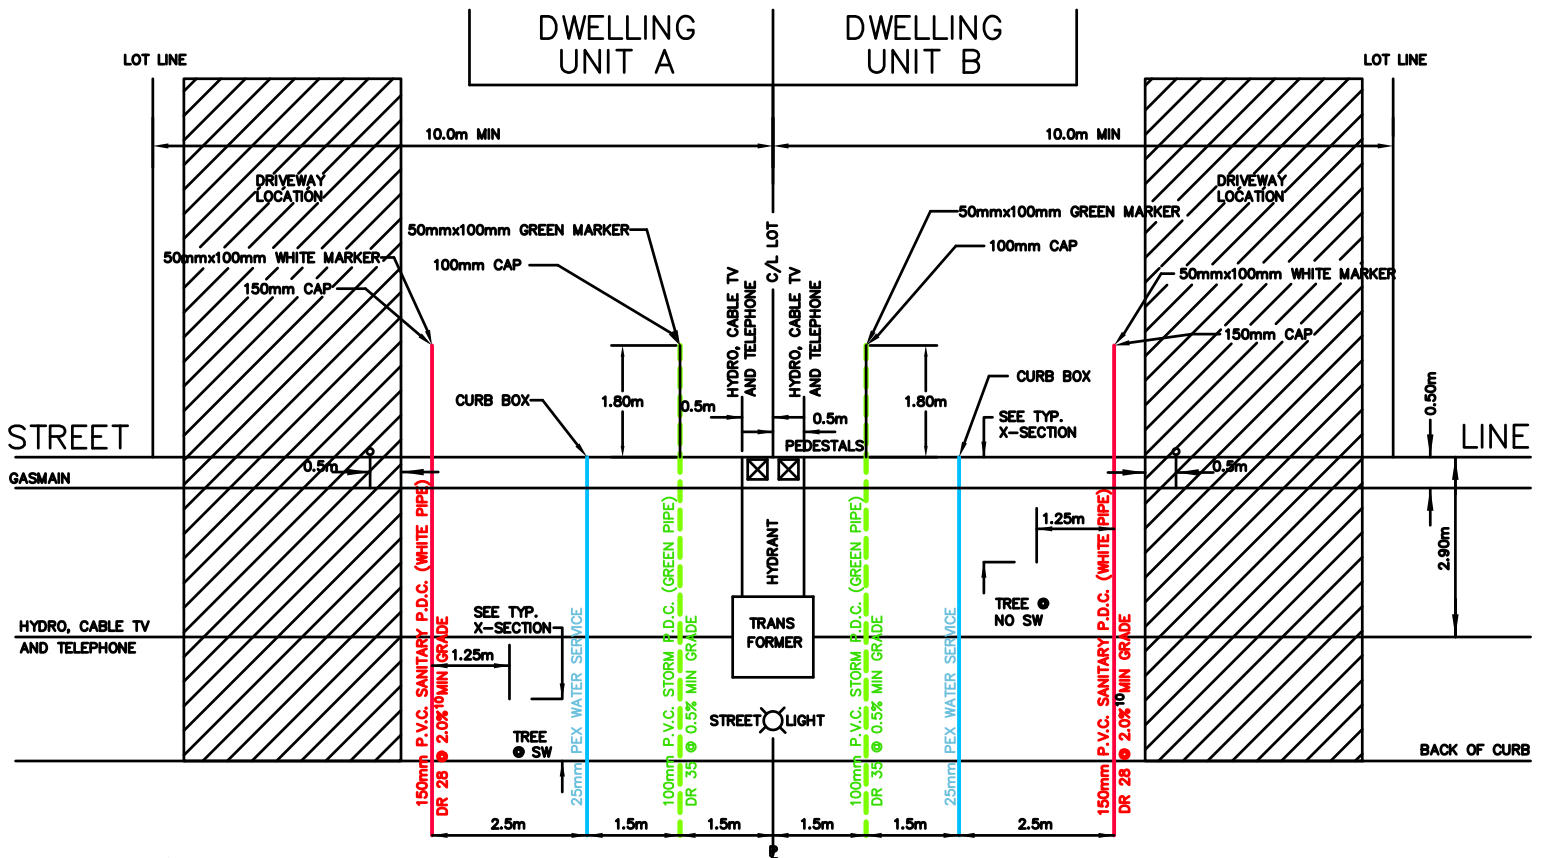 DWELLING
UNIT A
DWELLING
UNIT B
LOT LINE
LOT LINE
10.0m MIN
10.0m MIN
DRIVEWAY
LOCATION
DRIVEWAY
LOCATION
50mmx100mm GREEN MARKER
100mm CAP
50mmx100mm WHITE MARKER
150mm CAP
C/L LOT
50mmx100mm GREEN MARKER
100mm CAP
50mmx100mm WHITE MARKER
150mm CAP
HYDRO, CABLE TV
AND TELEPHONE
HYDRO, CABLE TV
AND TELEPHONE
CURB BOX
1.80m
0.5m
0.5m
1.80m
CURB BOX
SEE TYP.
X-SECTION
0.50m
STREET
LINE
PEDESTALS
0.5m
0.5m
GASMAIN
HYDRANT
1.25m
2.90m
TREE @
NO SW
HYDRO, CABLE TV
AND TELEPHONE
SEE TYP.
X-SECTION
1.25m
TRANS
FORMER
STREET LIGHT
TREE
@ SW
BACK OF CURB
150mm P.V.C. SANITARY P.D.C. (WHITE PIPE)
DR 28 @ 2.0%10 MIN GRADE
25mm PEX WATER SERVICE
100mm P.V.C. STORM P.D.C. (GREEN PIPE)
DR 35 @ 0.5% MIN GRADE
100mm P.V.C. STORM P.D.C. (GREEN PIPE)
DR 35 @ 0.5% MIN GRADE
25mm PEX WATER SERVICE
150mm P.V.C. SANITARY P.D.C. (WHITE PIPE)
DR 28 @ 2.0%10 MIN GRADE
2.5m
1.5m
1.5m
1.5m
1.5m
2.5m